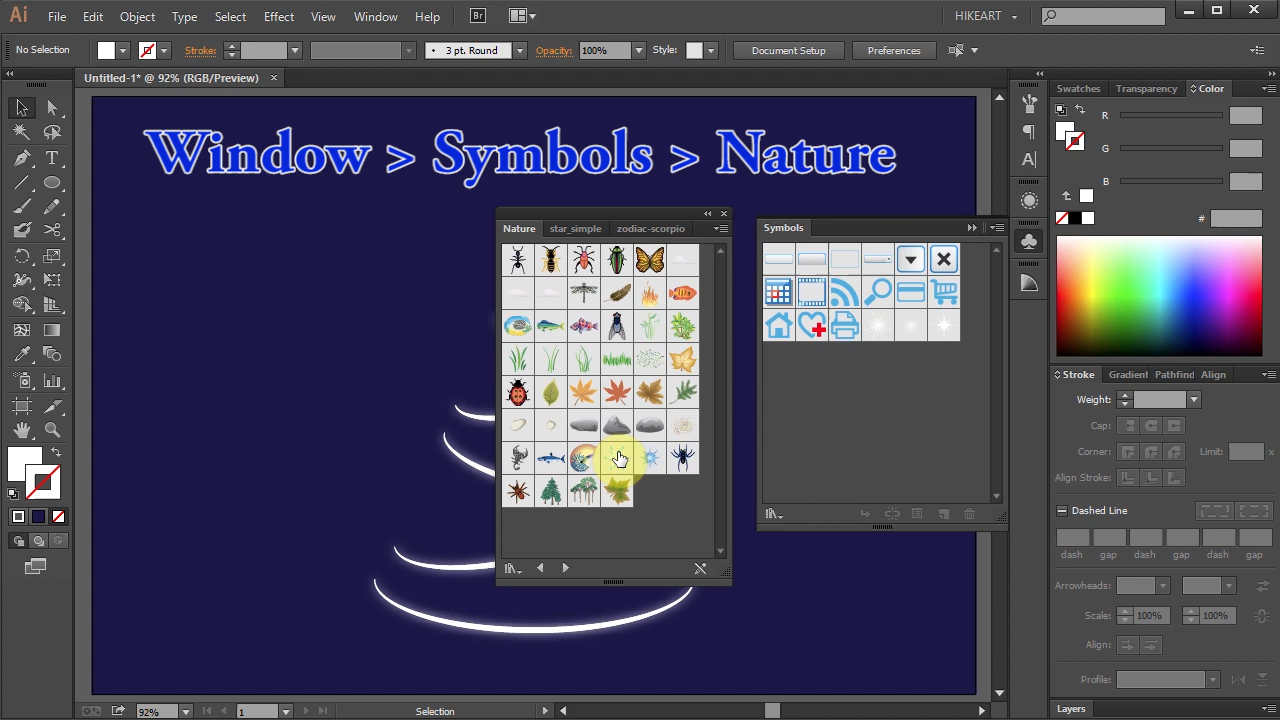 Ai File Edit Object Type Select Effect View Window Help Br HIKEART
No Selection Stroke: 3 pt. Round Opacity: 100% Style: Document Setup Preferences
Untitled-1* @ 92% (RGB/Preview)
Swatches Transparency Color
R
G
B
#
Window > Symbols > Nature
Nature star_simple zodiac-scorpio
Symbols
Stroke Gradient Pathfind Align
Weight:
Cap:
Corner: Limit: x
Align Stroke:
Dashed Line
dash gap dash gap dash gap
Arrowheads:
Scale: 100% 100%
Align:
Profile:
Layers
92% 1 Selection